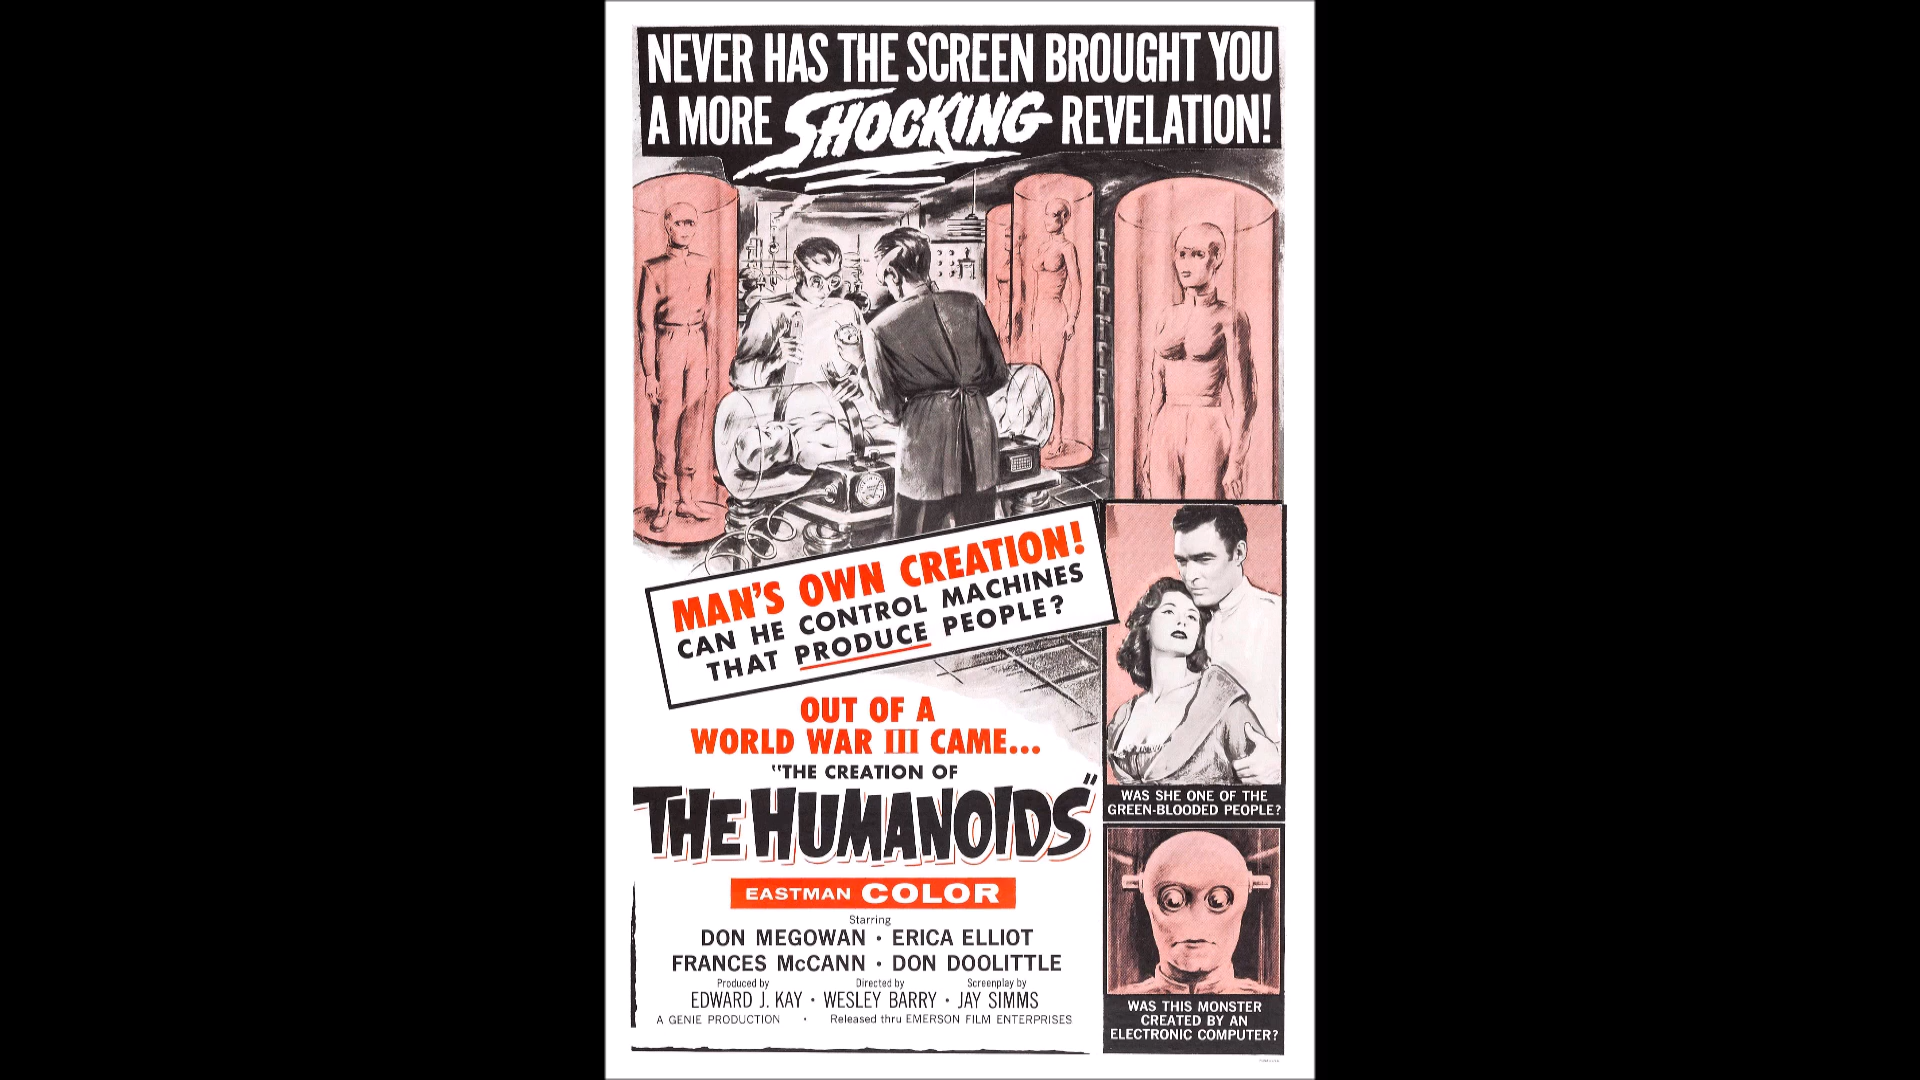 NEVER HAS THE SCREEN BROUGHT YOU
A MORE SHOCKING REVELATION!
MAN'S OWN CREATION!
CAN HE CONTROL MACHINES
THAT PRODUCE PEOPLE?
OUT OF A
WORLD WAR III CAME...
"THE CREATION OF
THE HUMANOIDS"
EASTMAN COLOR
Starring
DON MEGOWAN • ERICA ELLIOT
FRANCES McCANN • DON DOOLITTLE
Produced by Directed by Screenplay by
EDWARD J. KAY • WESLEY BARRY • JAY SIMMS
A GENIE PRODUCTION • Released thru EMERSON FILM ENTERPRISES
WAS SHE ONE OF THE
GREEN-BLOODED PEOPLE?
WAS THIS MONSTER
CREATED BY AN
ELECTRONIC COMPUTER?